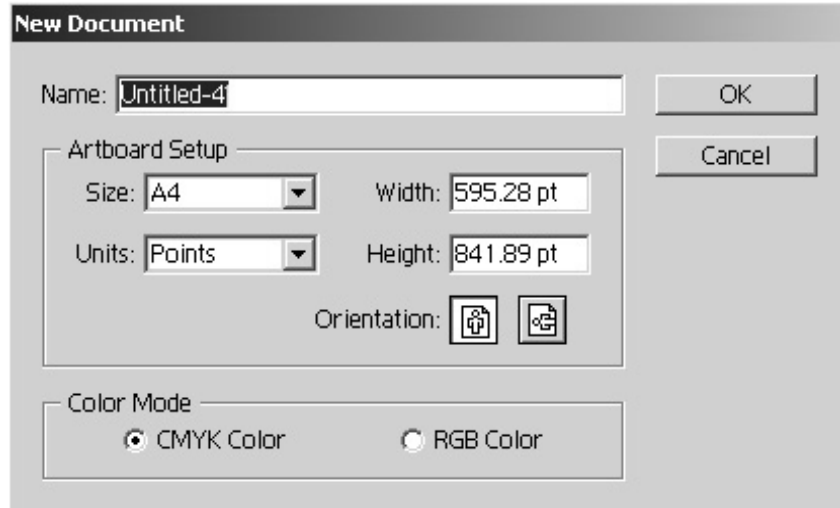 New Document
Name: Untitled-4
OK
Artboard Setup
Cancel
Size: A4
Width: 595.28 pt
Units: Points
Height: 841.89 pt
Orientation:
Color Mode
CMYK Color
RGB Color